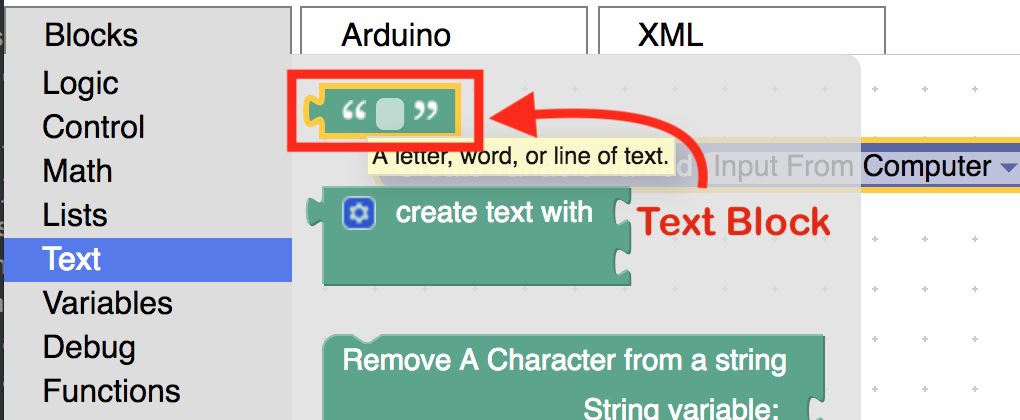 Blocks
Arduino
XML
Logic
Control
Math
Lists
Text
Variables
Debug
Functions
“ ”
A letter, word, or line of text.
Input From Computer
create text with
Text Block
Remove A Character from a string
String variable: